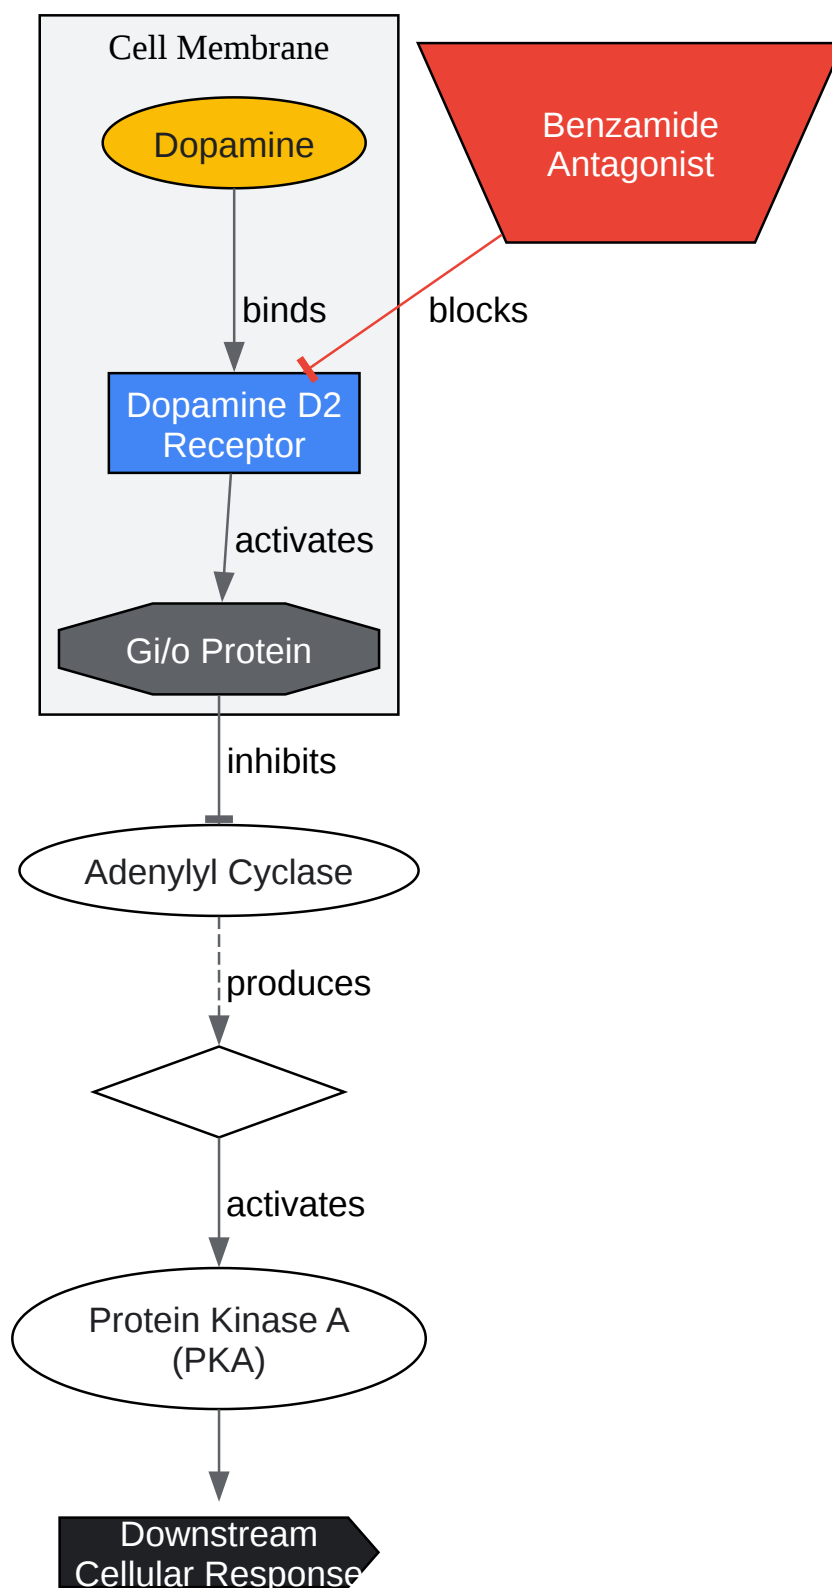 Cell Membrane
Dopamine
Benzamide
Antagonist
binds
blocks
Dopamine D2
Receptor
activates
Gi/o Protein
inhibits
Adenylyl Cyclase
produces
activates
Protein Kinase A
(PKA)
Downstream
Cellular Response